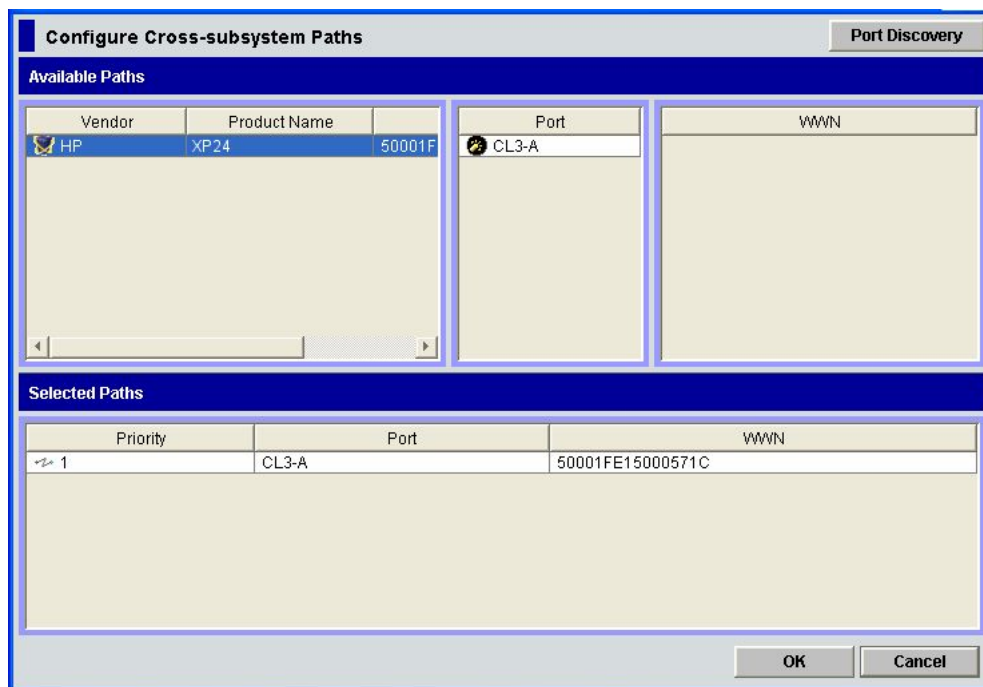 Configure Cross-subsystem Paths
Port Discovery
Available Paths
Vendor Product Name
HP XP24 50001F
Port
CL3-A
WWN
Selected Paths
Priority Port WWN
1 CL3-A 50001FE15000571C
OK Cancel